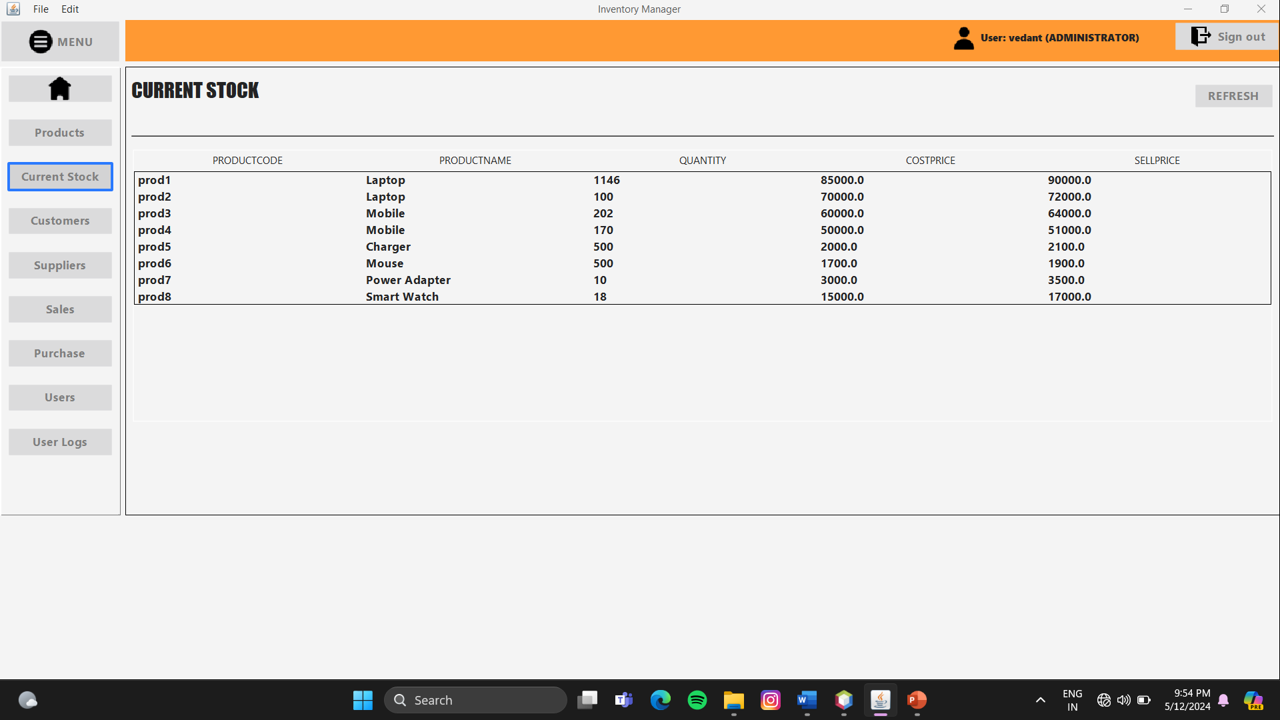 File Edit
Inventory Manager
MENU
User: vedant (ADMINISTRATOR)
Sign out
Products
Current Stock
Customers
Suppliers
Sales
Purchase
Users
User Logs
CURRENT STOCK
REFRESH
PRODUCTCODE PRODUCTNAME QUANTITY COSTPRICE SELLPRICE
prod1 Laptop 1146 85000.0 90000.0
prod2 Laptop 100 70000.0 72000.0
prod3 Mobile 202 60000.0 64000.0
prod4 Mobile 170 50000.0 51000.0
prod5 Charger 500 2000.0 2100.0
prod6 Mouse 500 1700.0 1900.0
prod7 Power Adapter 10 3000.0 3500.0
prod8 Smart Watch 18 15000.0 17000.0
Search
ENG
IN
9:54 PM
5/12/2024
PRE